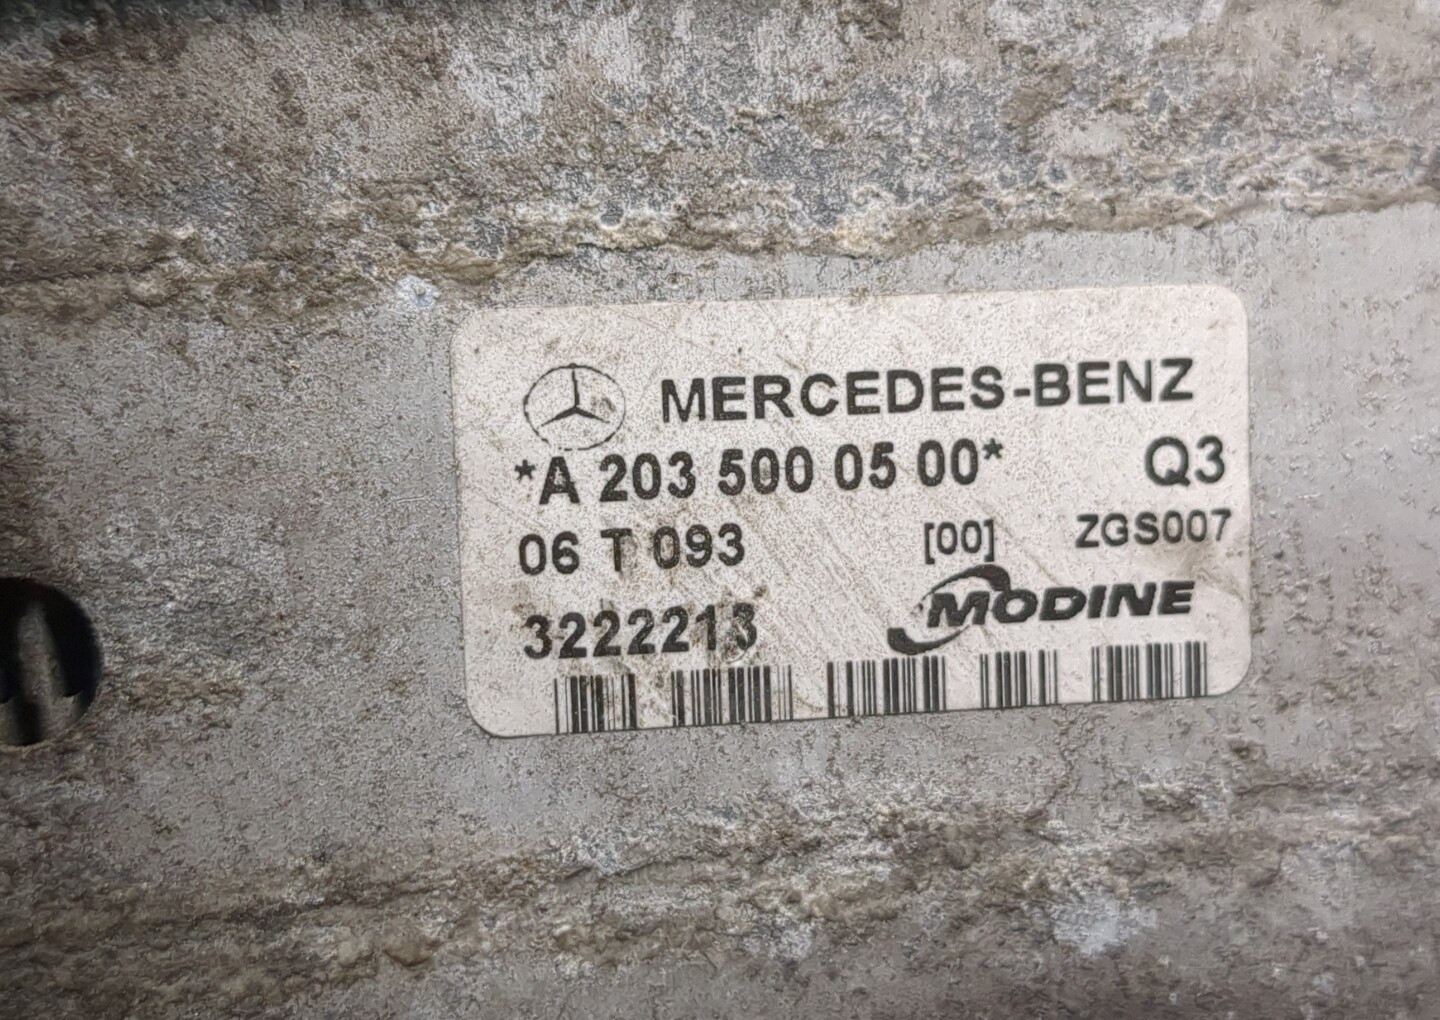 MERCEDES-BENZ
*A 203 500 05 00* Q3
06 T 093 [00] ZGS007
3222213 MODINE